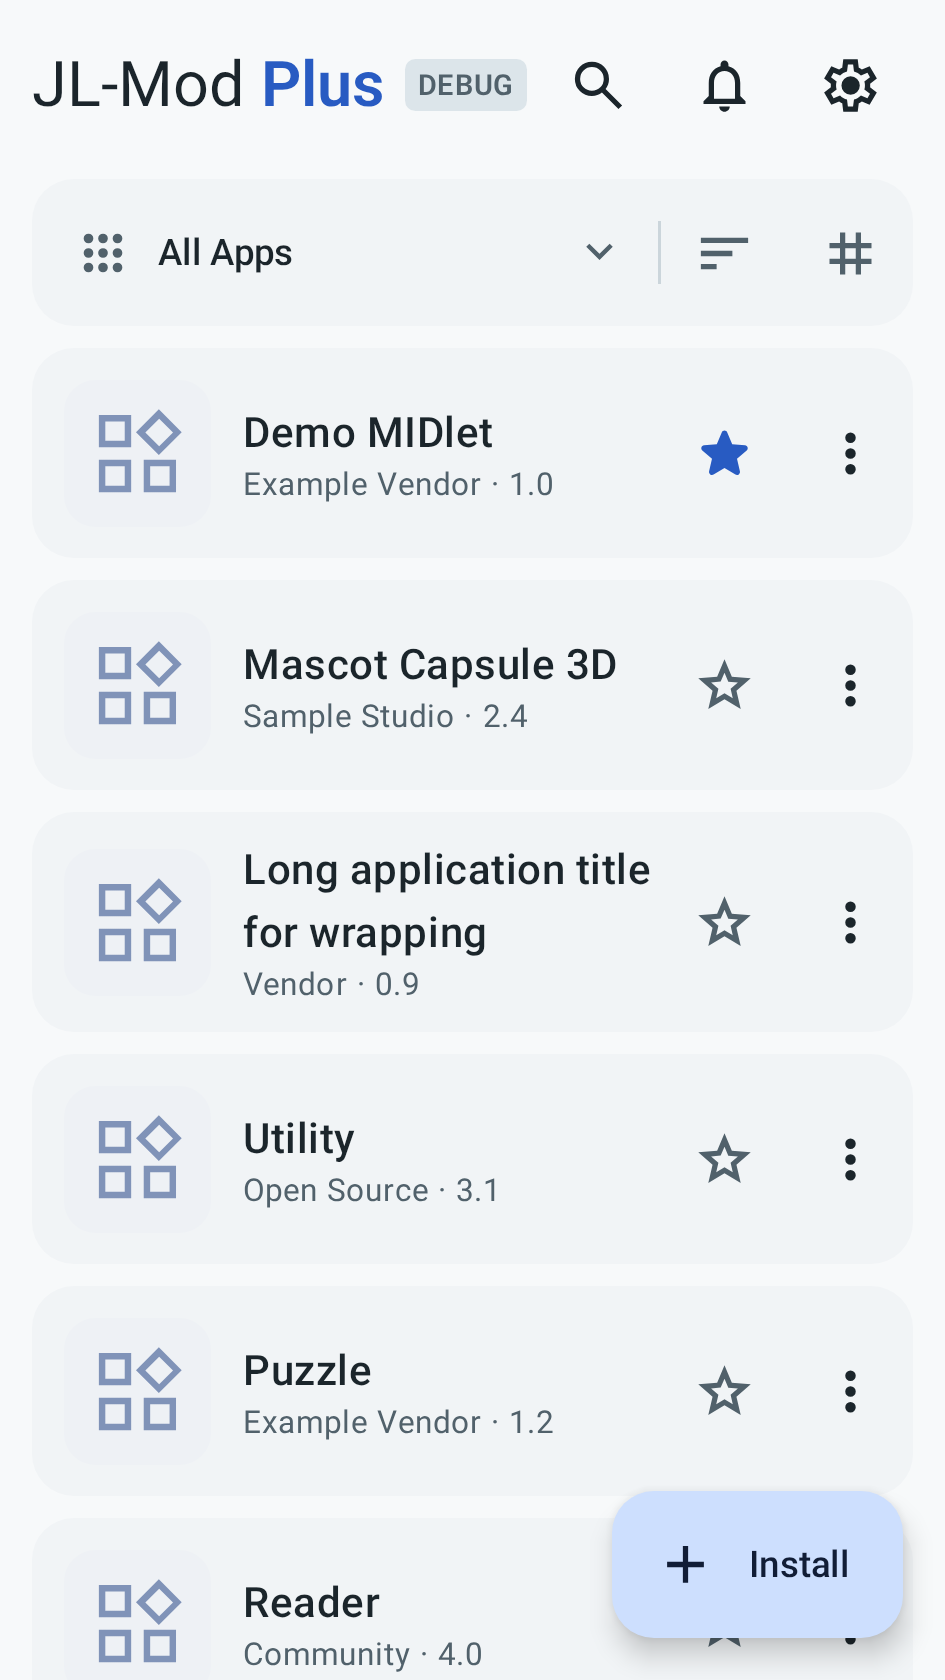 JL-Mod Plus DEBUG
All Apps
Demo MIDlet
Example Vendor · 1.0
Mascot Capsule 3D
Sample Studio · 2.4
Long application title
for wrapping
Vendor · 0.9
Utility
Open Source · 3.1
Puzzle
Example Vendor · 1.2
Install
Reader
Community · 4.0